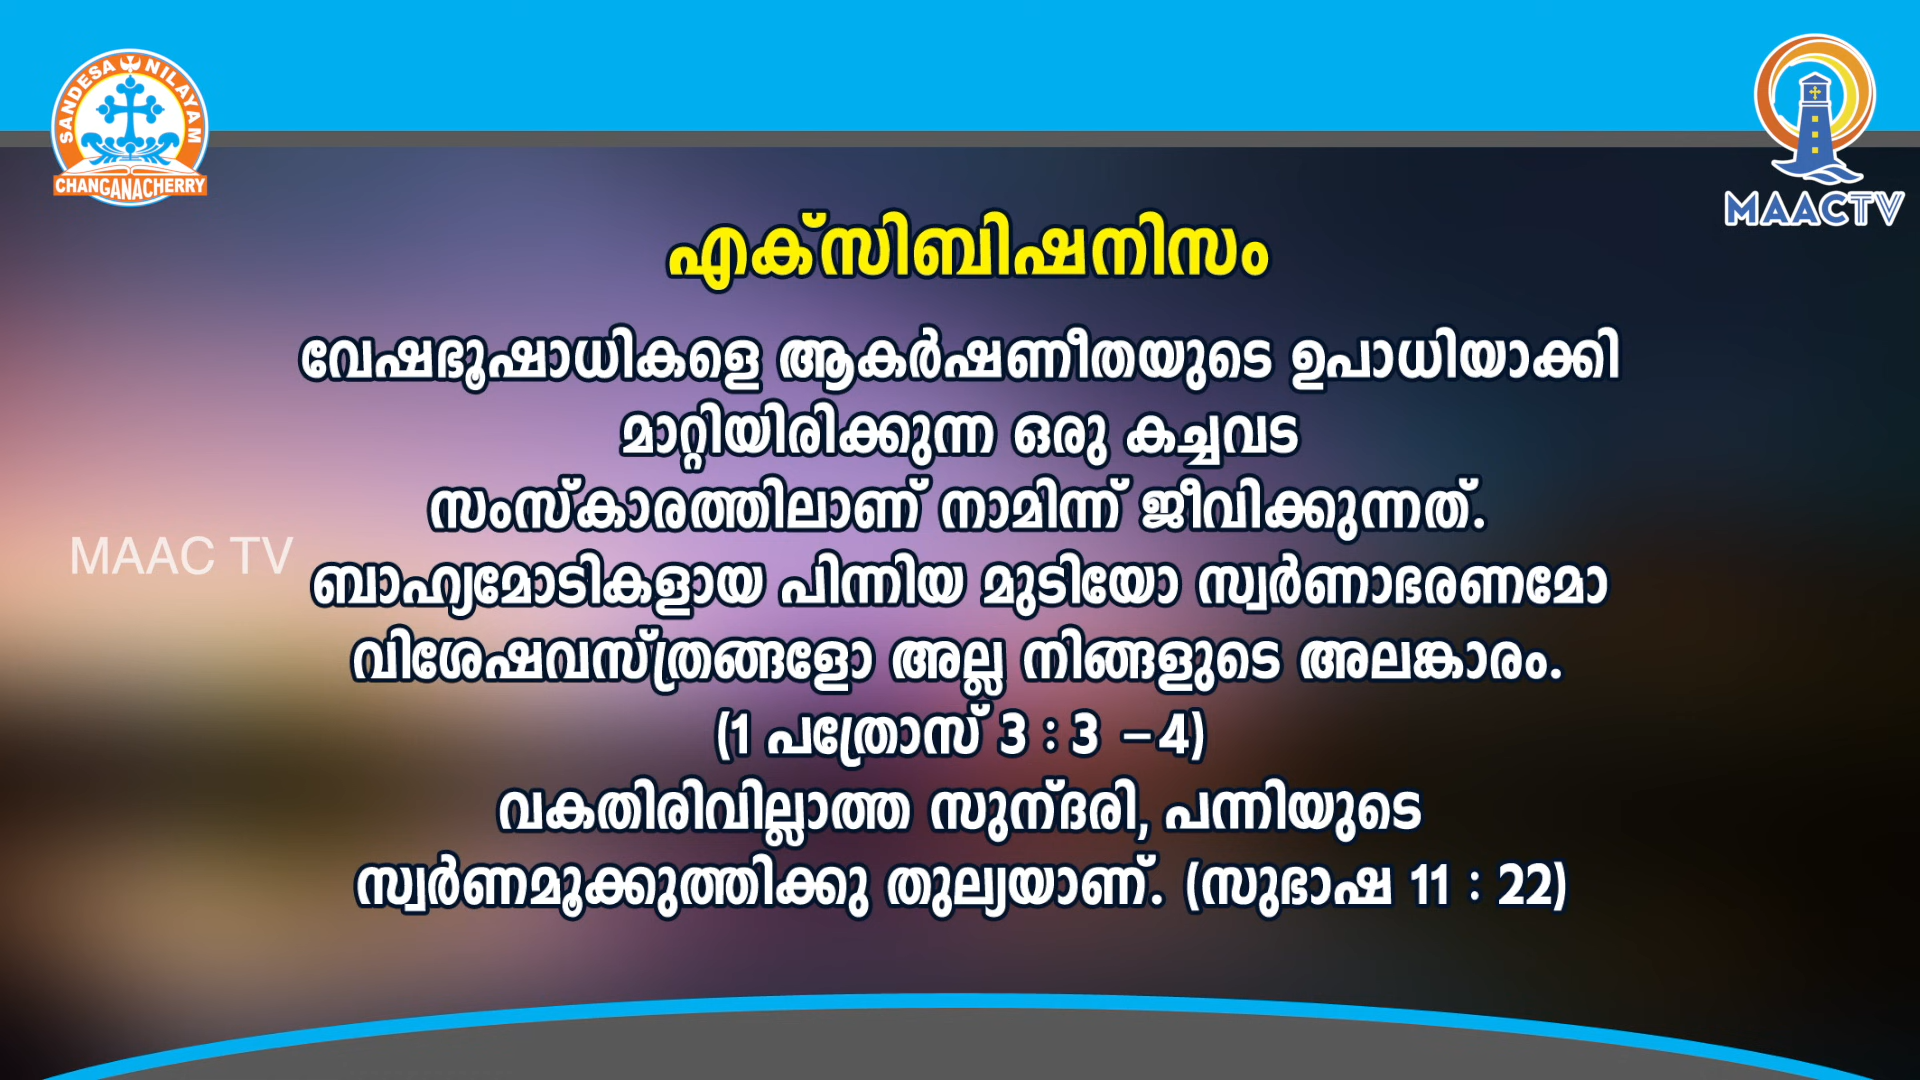 SANDESA NILAYAM
CHANGANACHERRY
MAACTV
എക്സിബിഷനിസം
വേഷഭൂഷാധികളെ ആകർഷണീതയുടെ ഉപാധിയാക്കി
മാറ്റിയിരിക്കുന്ന ഒരു കച്ചവട
സംസ്കാരത്തിലാണ് നാമിന്ന് ജീവിക്കുന്നത്.
MAAC TV
ബാഹ്യമോടികളായ പിന്നിയ മുടിയോ സ്വർണാഭരണമോ
വിശേഷവസ്ത്രങ്ങളോ അല്ല നിങ്ങളുടെ അലങ്കാരം.
(1 പത്രോസ് 3 : 3 –4)
വകതിരിവില്ലാത്ത സുന്ദരി, പന്നിയുടെ
സ്വർണമൂക്കുത്തിക്കു തുല്യയാണ്. (സുഭാഷ 11 : 22)